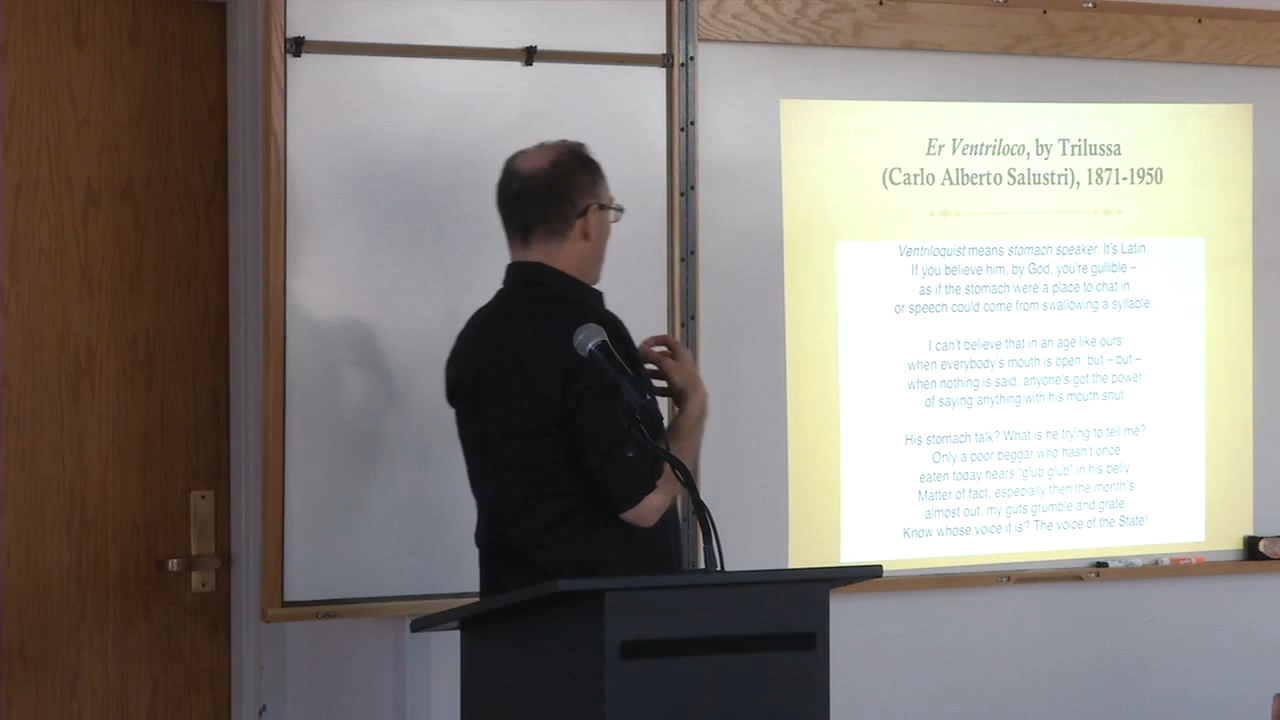 Er Ventriloco, by Trilussa
(Carlo Alberto Salustri), 1871-1950
Ventriloquist means stomach speaker. It's Latin.
If you believe him, by God, you're gullible –
as if the stomach were a place to chat in
or speech could come from swallowing a syllable.
I can't believe that in an age like ours
when everybody's mouth is open, but – but –
when nothing is said, anyone's got the power
of saying anything with his mouth shut.
His stomach talk? What is he trying to tell me?
Only a poor beggar who hasn't once
eaten today hears "glub glub" in his belly.
Matter of fact, especially then the month's
almost out, my guts grumble and grate.
Know whose voice it is? The voice of the State!